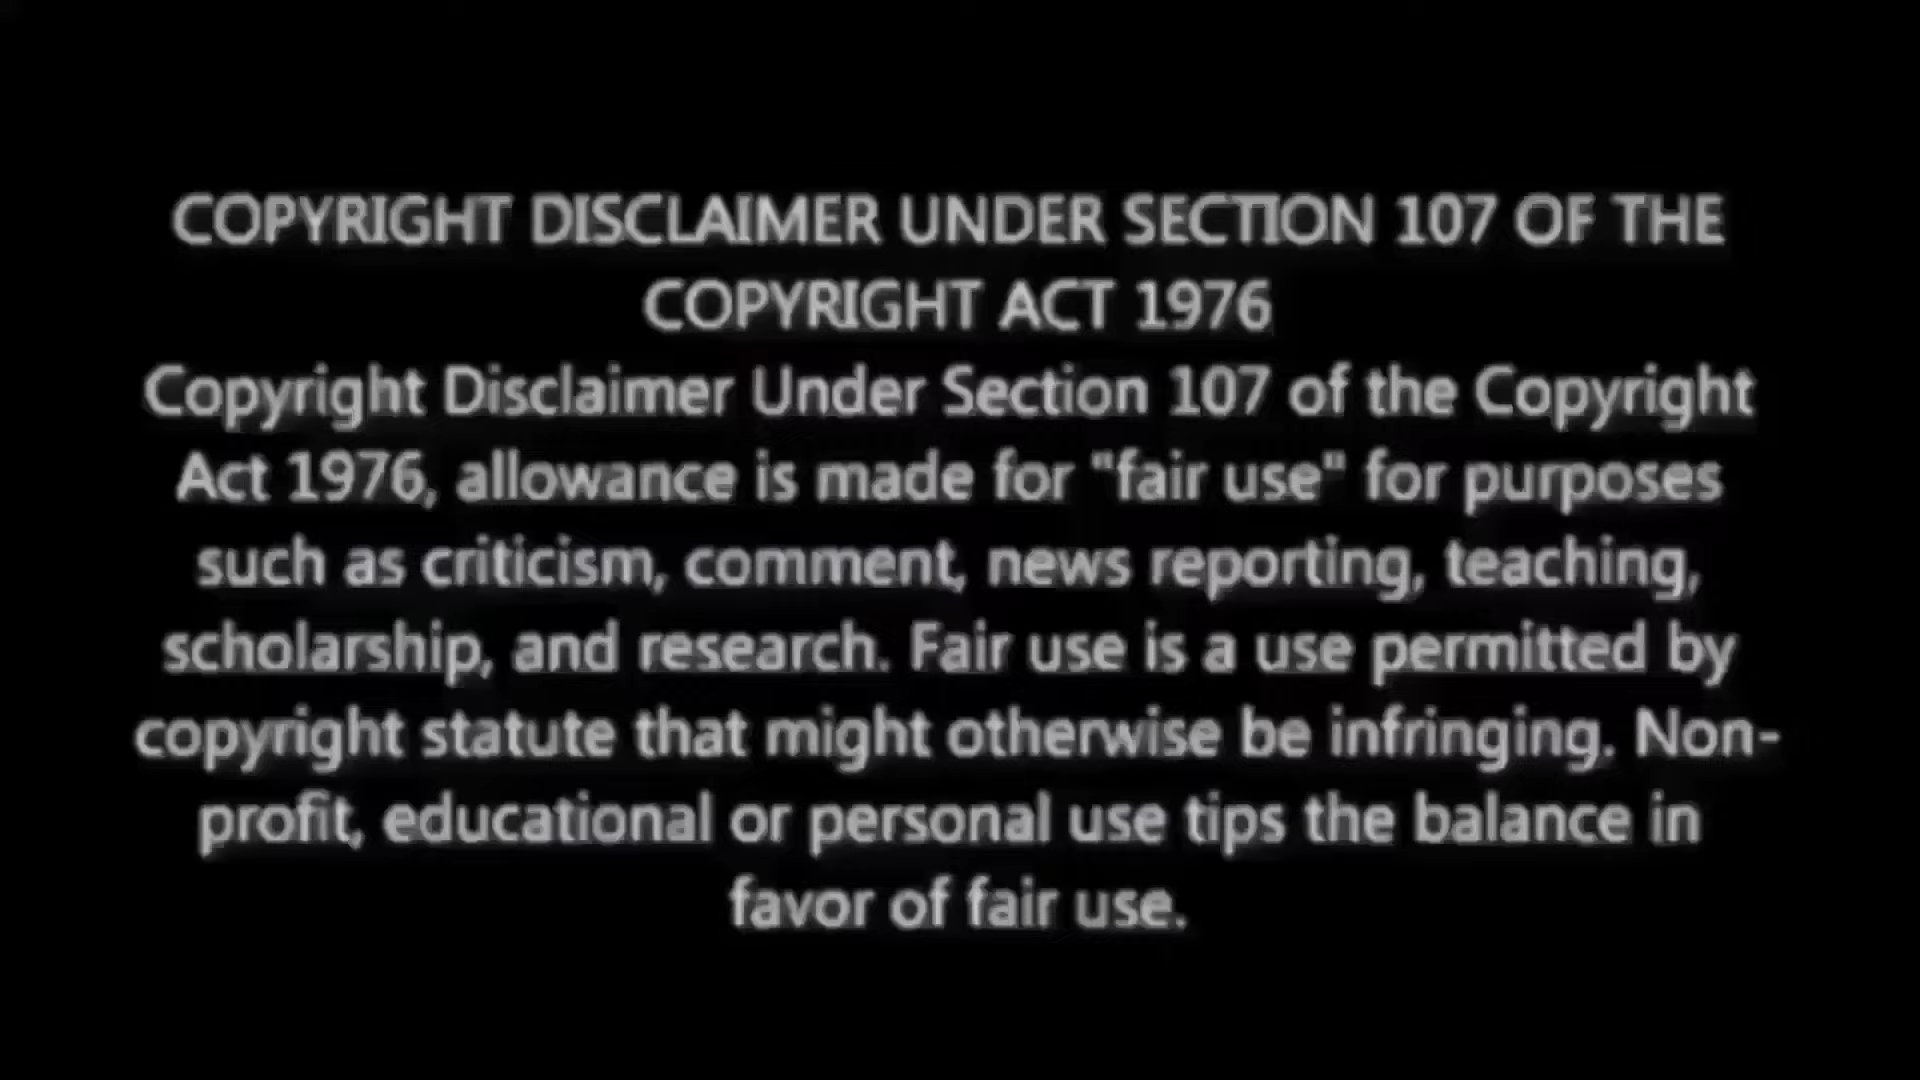 COPYRIGHT DISCLAIMER UNDER SECTION 107 OF THE
COPYRIGHT ACT 1976
Copyright Disclaimer Under Section 107 of the Copyright
Act 1976, allowance is made for "fair use" for purposes
such as criticism, comment, news reporting, teaching,
scholarship, and research. Fair use is a use permitted by
copyright statute that might otherwise be infringing. Non-
profit, educational or personal use tips the balance in
favor of fair use.